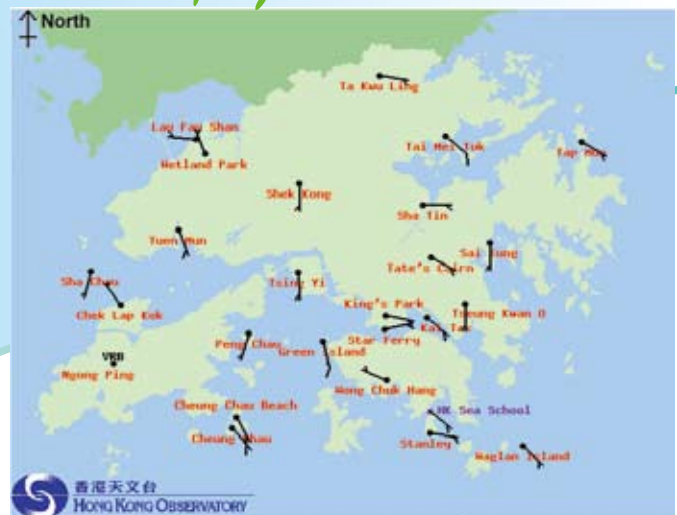 North
Ta Kwu Ling
Lau Fau Shan
Tai Mei Tuk
Tap Mun
Wetland Park
Shek Kong
Sha Tin
Tuen Mun
Sai Kung
Tate's Cairn
Sha Chau
Tsing Yi
Chek Lap Kok
King's Park
Tseung Kwan O
Kai Tak
Star Ferry
Peng Chau
Green Island
VRB
Ngong Ping
Wong Chuk Hang
Cheung Chau Beach
HK Sea School
Cheung Chau
Stanley
Waglan Island
香港天文台
HONG KONG OBSERVATORY